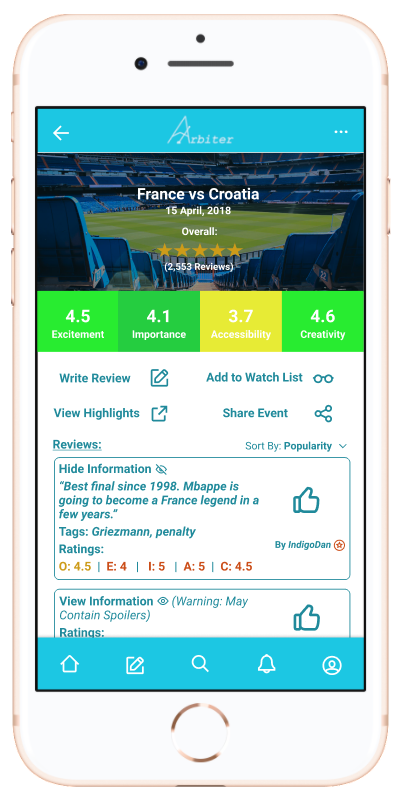 Arbiter
France vs Croatia
15 April, 2018
Overall:
(2,553 Reviews)
4.5 4.1 3.7 4.6
Excitement Importance Accessibility Creativity
Write Review Add to Watch List
View Highlights Share Event
Reviews: Sort By: Popularity
Hide Information
“Best final since 1998. Mbappe is
going to become a France legend in a
few years.”
Tags: Griezmann, penalty
Ratings:
By IndigoDan
O: 4.5 | E: 4 | I: 5 | A: 5 | C: 4.5
View Information (Warning: May
Contain Spoilers)
Ratings: